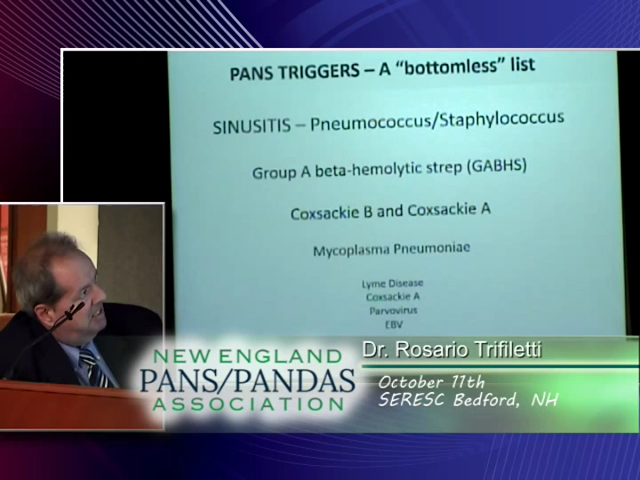 PANS TRIGGERS – A "bottomless" list
SINUSITIS – Pneumococcus/Staphylococcus
Group A beta-hemolytic strep (GABHS)
Coxsackie B and Coxsackie A
Mycoplasma Pneumoniae
Lyme Disease
Coxsackie A
Parvovirus
EBV
NEW ENGLAND
PANS/PANDAS
ASSOCIATION
Dr. Rosario Trifiletti
October 11th
SERESC Bedford, NH